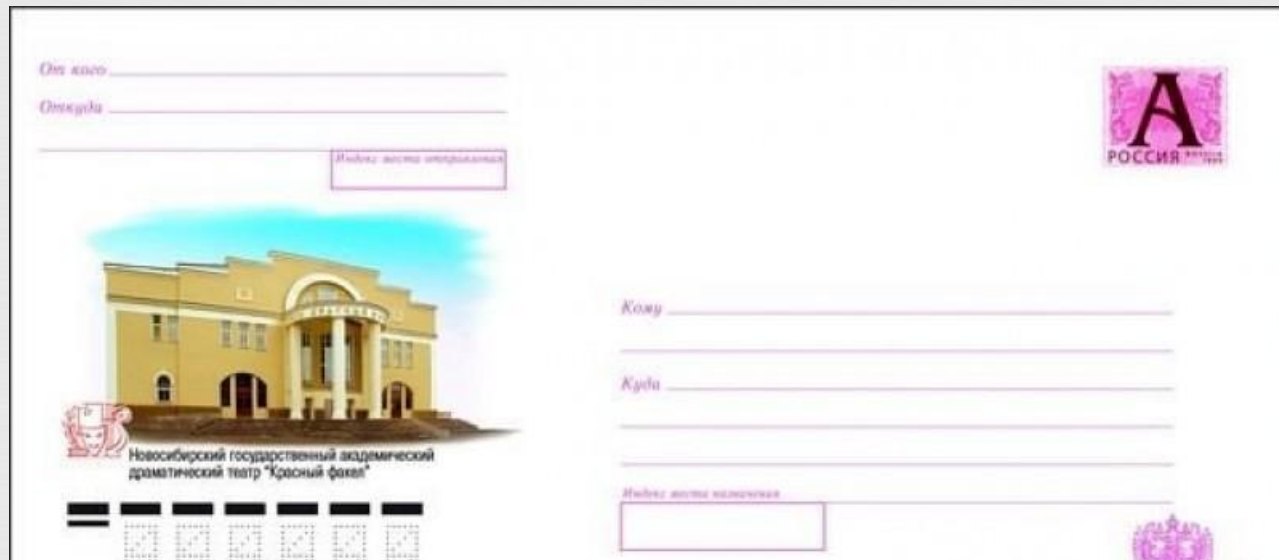 От кого
Откуда
Индекс места отправления
А
РОССИЯ
Новосибирский государственный академический
драматический театр "Красный факел"
Кому
Куда
Индекс места назначения